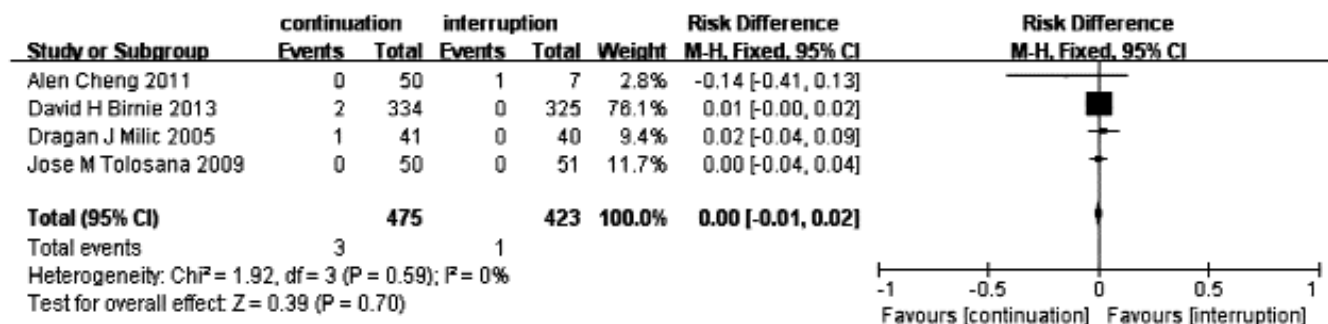 continuation interruption Risk Difference Risk Difference
Study or Subgroup Events Total Events Total Weight M-H, Fixed, 95% CI M-H, Fixed, 95% CI
Alen Cheng 2011 0 50 1 7 2.8% -0.14 [-0.41, 0.13]
David H Birnie 2013 2 334 0 325 76.1% 0.01 [-0.00, 0.02]
Dragan J Milic 2005 1 41 0 40 9.4% 0.02 [-0.04, 0.09]
Jose M Tolosana 2009 0 50 0 51 11.7% 0.00 [-0.04, 0.04]
Total (95% CI) 475 423 100.0% 0.00 [-0.01, 0.02]
Total events 3 1
Heterogeneity: Chi² = 1.92, df = 3 (P = 0.59); I² = 0%
Test for overall effect: Z = 0.39 (P = 0.70)
-1 -0.5 0 0.5 1
Favours [continuation] Favours [interruption]